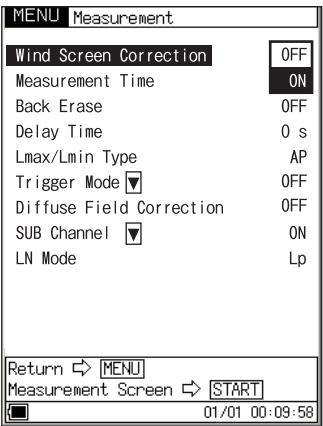 MENU Measurement
Wind Screen Correction OFF
Measurement Time ON
Back Erase OFF
Delay Time 0 s
Lmax/Lmin Type AP
Trigger Mode ▼ OFF
Diffuse Field Correction OFF
SUB Channel ▼ ON
LN Mode Lp
Return ⇨ MENU
Measurement Screen ⇨ START
01/01 00:09:58